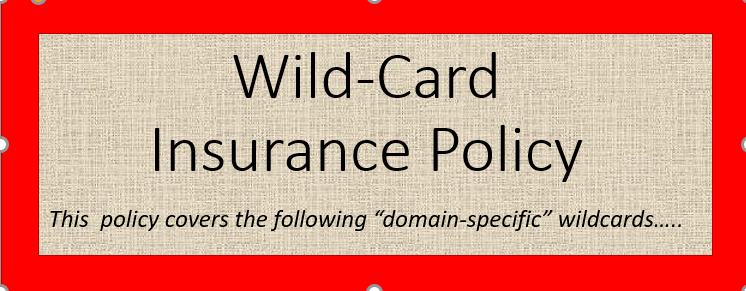 Wild-Card
Insurance Policy
This  policy covers the following “domain-specific” wildcards…..